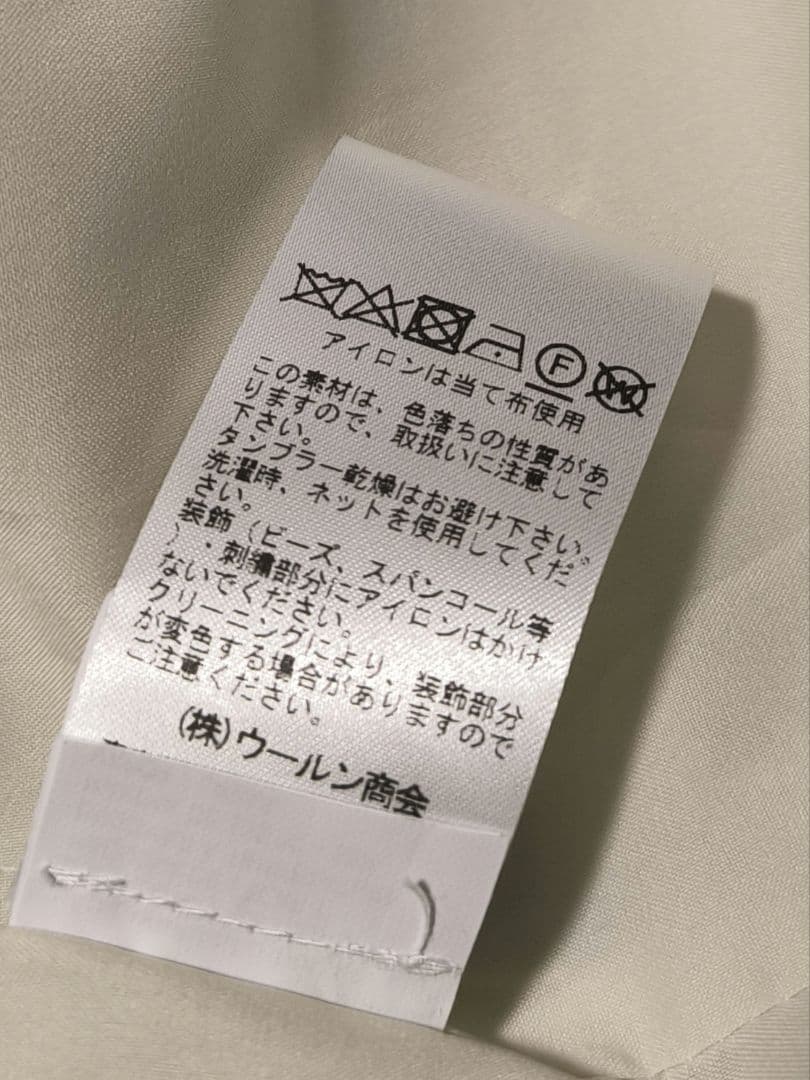 F
W
アイロンは当て布使用
この素材は、色落ちの性質があ
りますので、取扱いに注意して
下さい。
タンブラー乾燥はお避け下さい。
洗濯時、ネットを使用してくだ
さい。
装飾（ビーズ、スパンコール等
）・刺繍部分にアイロンはかけ
ないでください。
クリーニングにより、装飾部分
が変色する場合がありますので
ご注意ください。
(株)ウールン商会